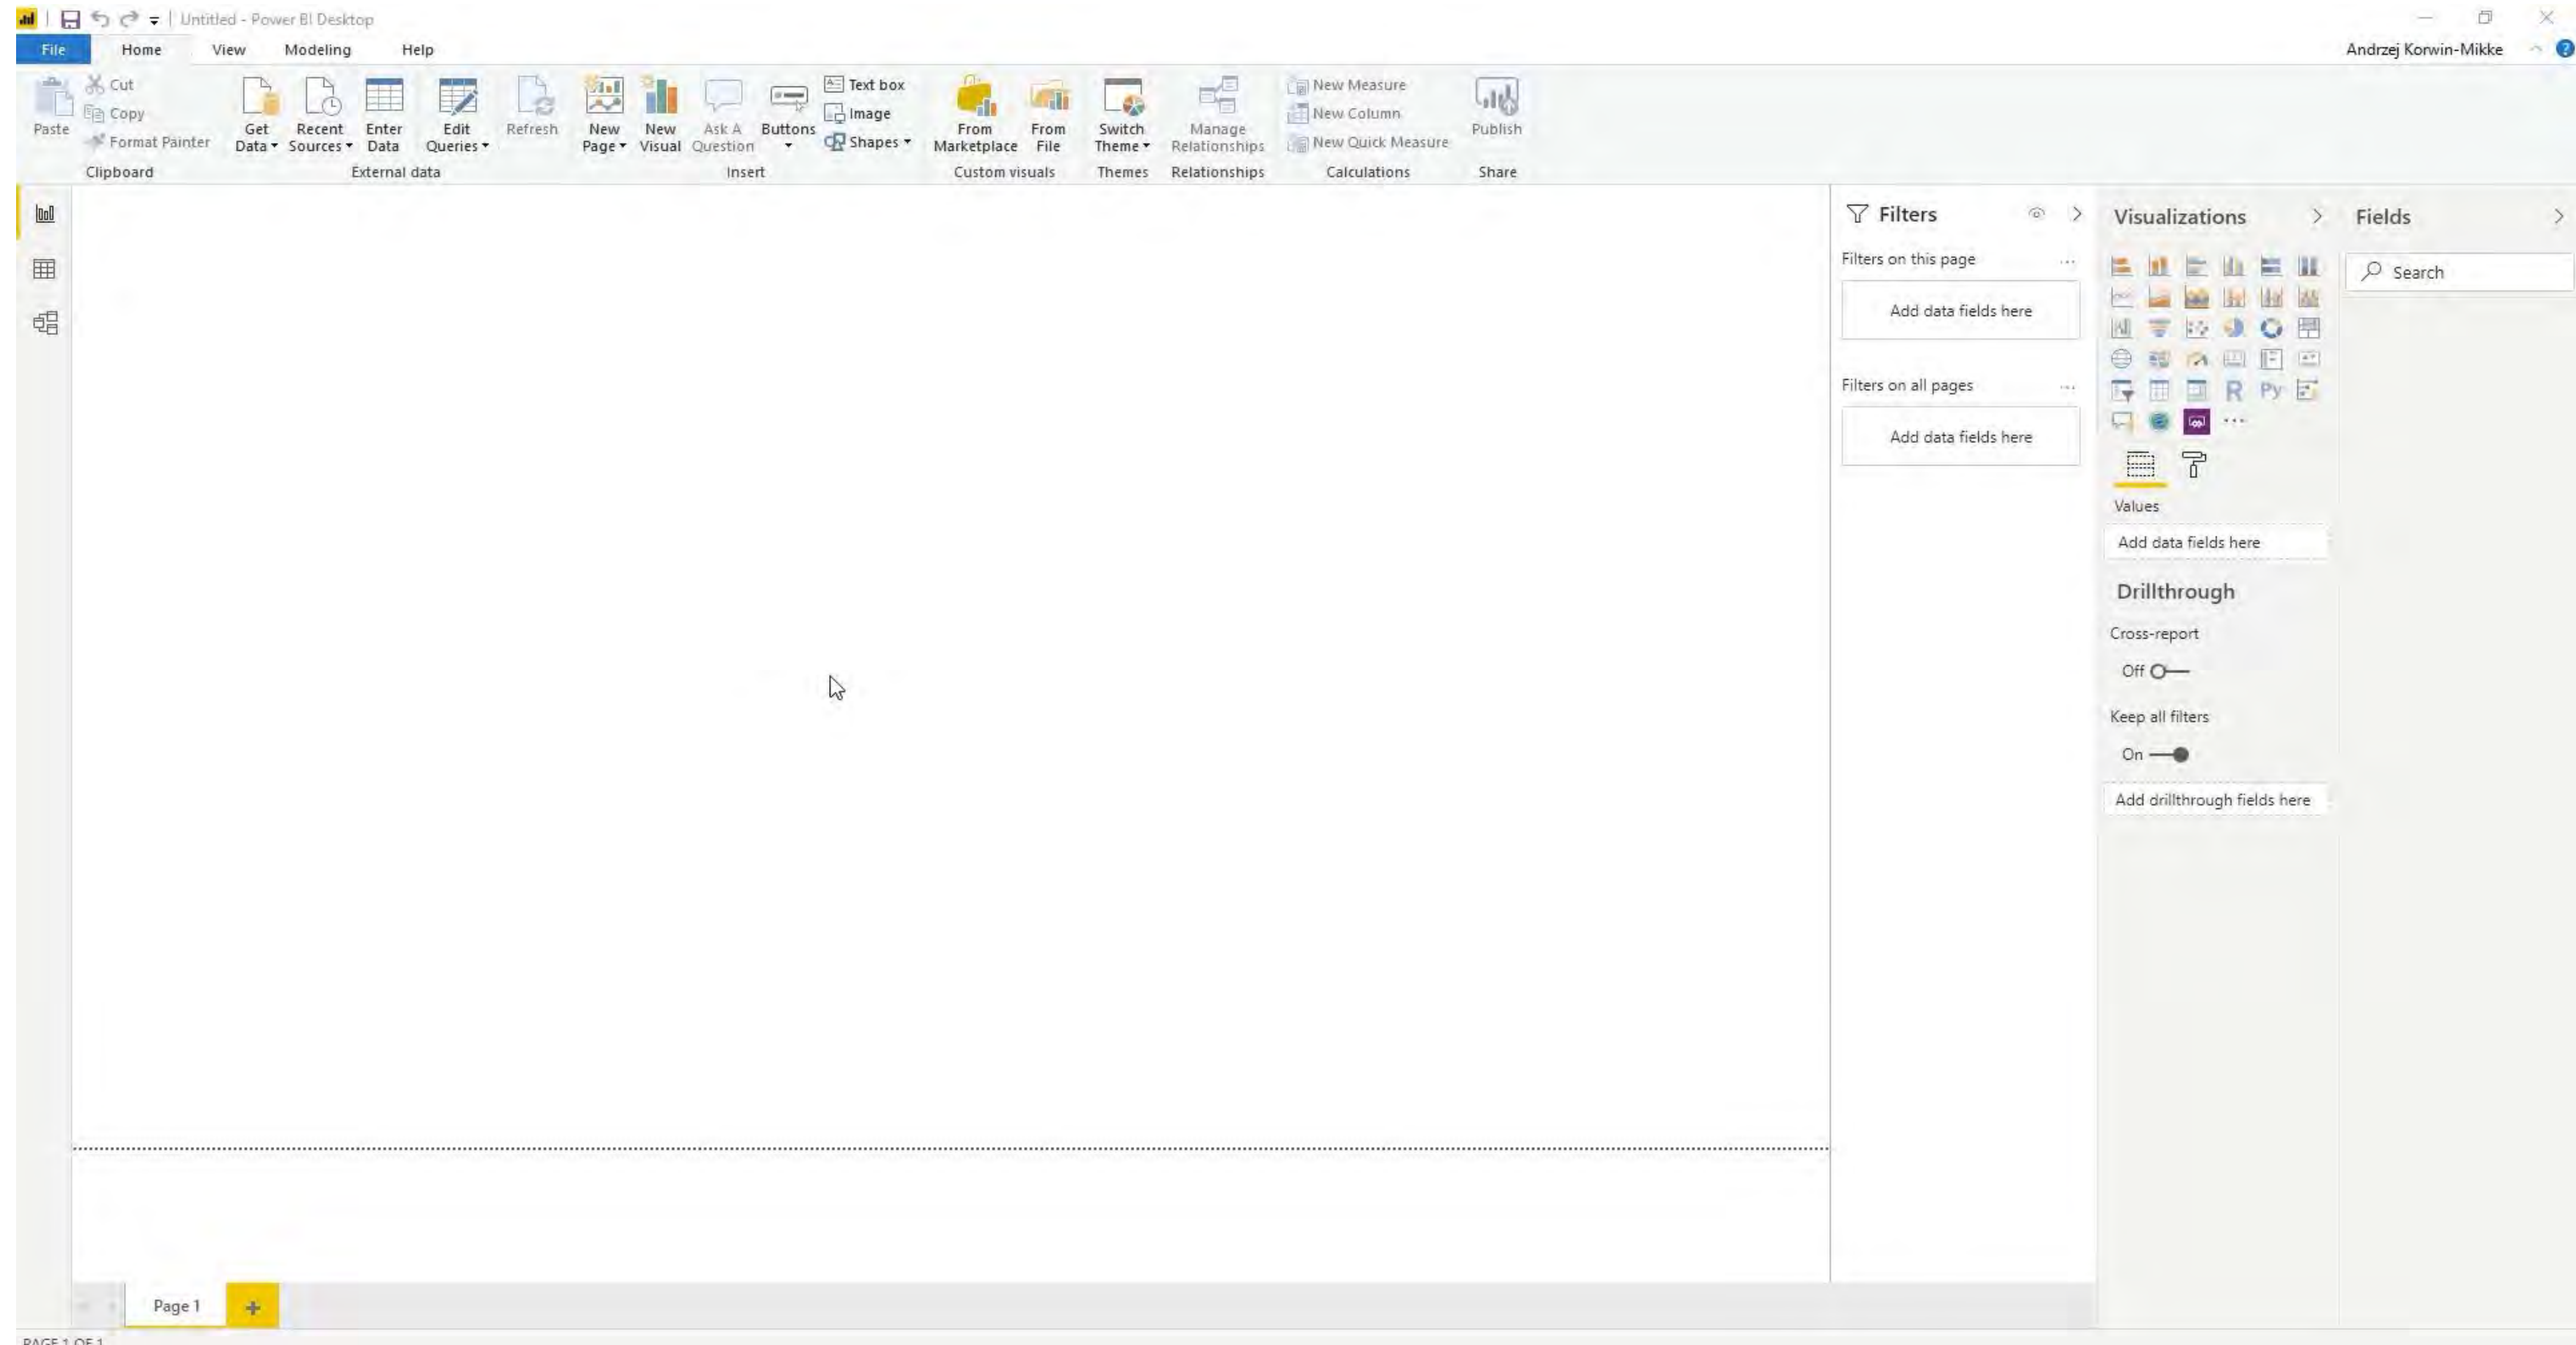 Untitled - Power BI Desktop
File Home View Modeling Help
Andrzej Korwin-Mikke
Paste
Cut
Copy
Format Painter
Clipboard
Get Data
Recent Sources
Enter Data
Edit Queries
Refresh
External data
New Page
New Visual
Ask A Question
Buttons
Text box
Image
Shapes
Insert
From Marketplace
From File
Custom visuals
Switch Theme
Themes
Manage Relationships
Relationships
New Measure
New Column
New Quick Measure
Calculations
Publish
Share
Filters
Filters on this page
Add data fields here
Filters on all pages
Add data fields here
Visualizations
R Py
Values
Add data fields here
Drillthrough
Cross-report
Off
Keep all filters
On
Add drillthrough fields here
Fields
Search
Page 1
PAGE 1 OF 1